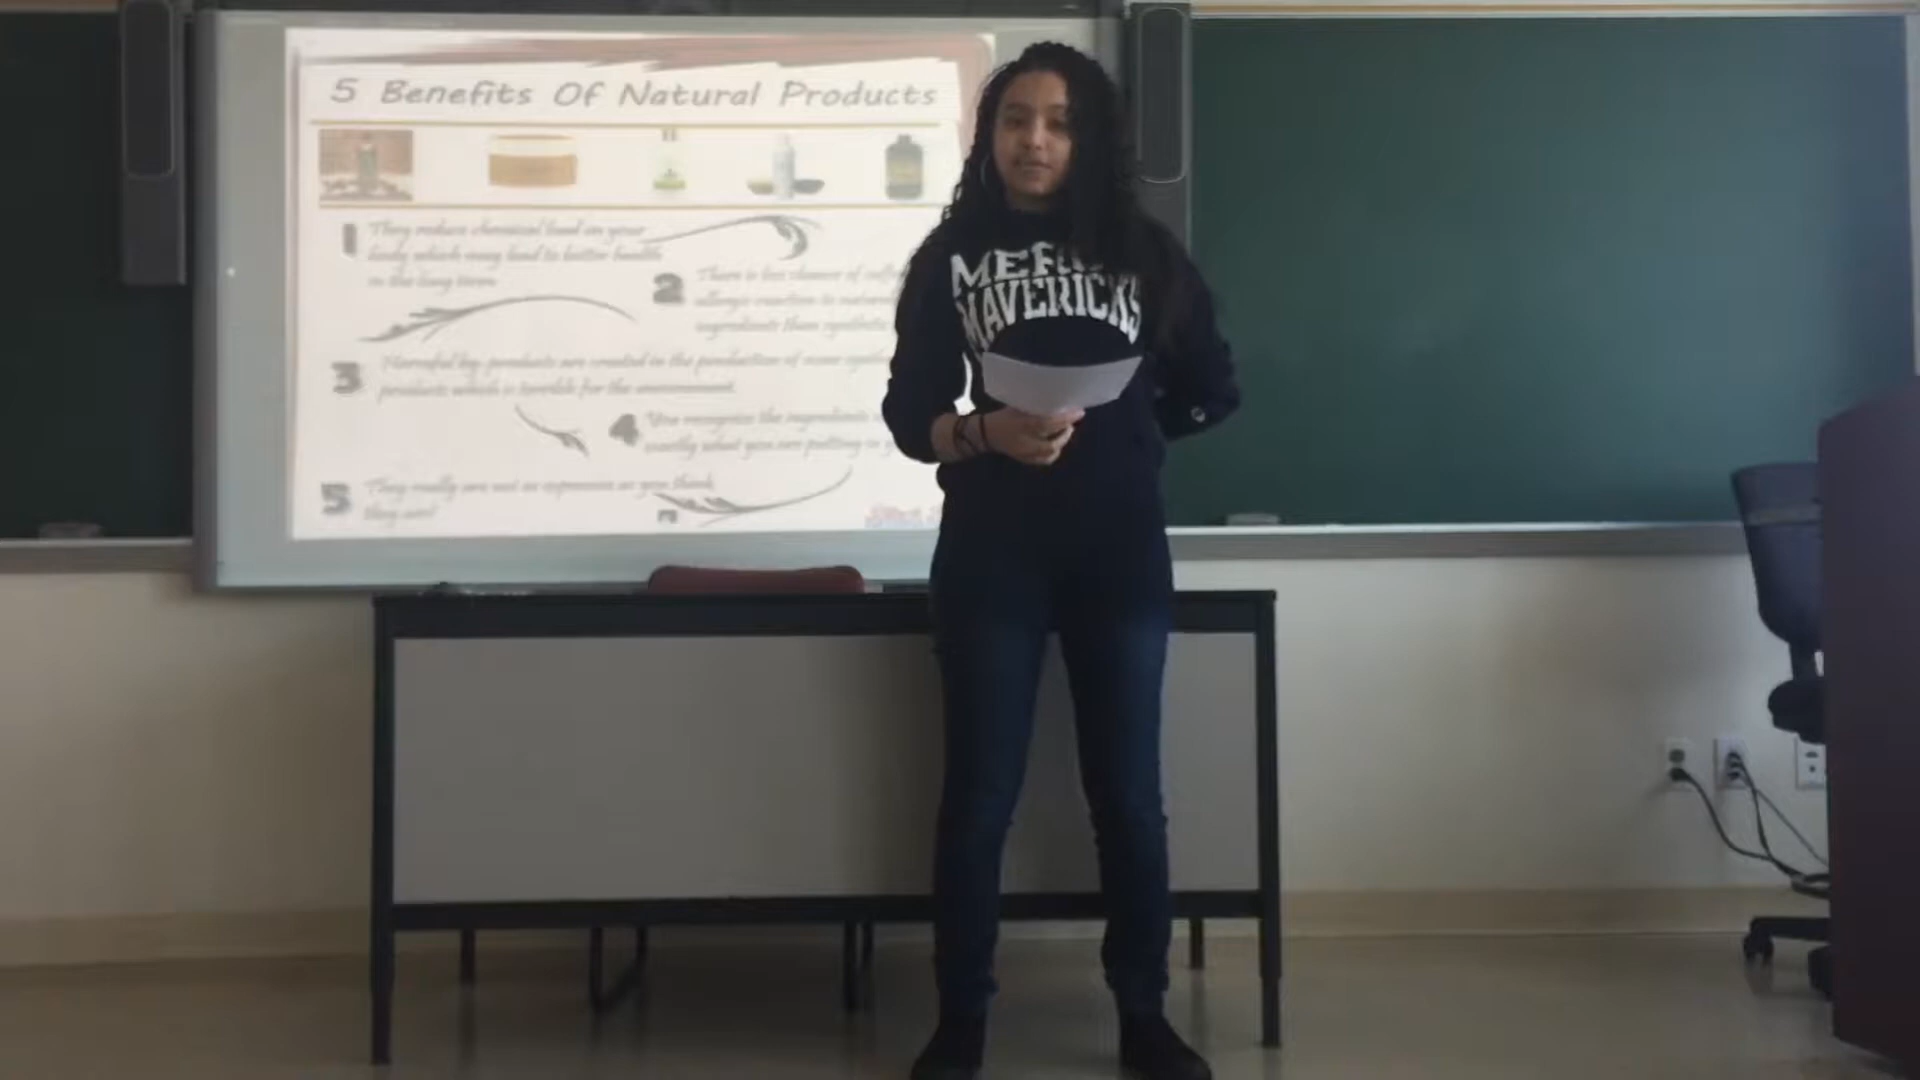 5 Benefits Of Natural Products
1 They reduce chemical load on your
body which may lead to better health
in the long term
2 There is less chance of
allergic reaction to natural
ingredients than synthetic
3 Harmful by-products are created in the production of
products which is terrible for the environment
4 You recognize the ingredients
exactly what you are putting
5 They really are not as expensive as you think
they are!
MAVERICKS